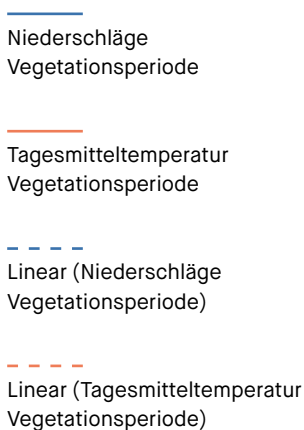 Niederschläge
Vegetationsperiode
Tagesmitteltemperatur
Vegetationsperiode
Linear (Niederschläge
Vegetationsperiode)
Linear (Tagesmitteltemperatur
Vegetationsperiode)